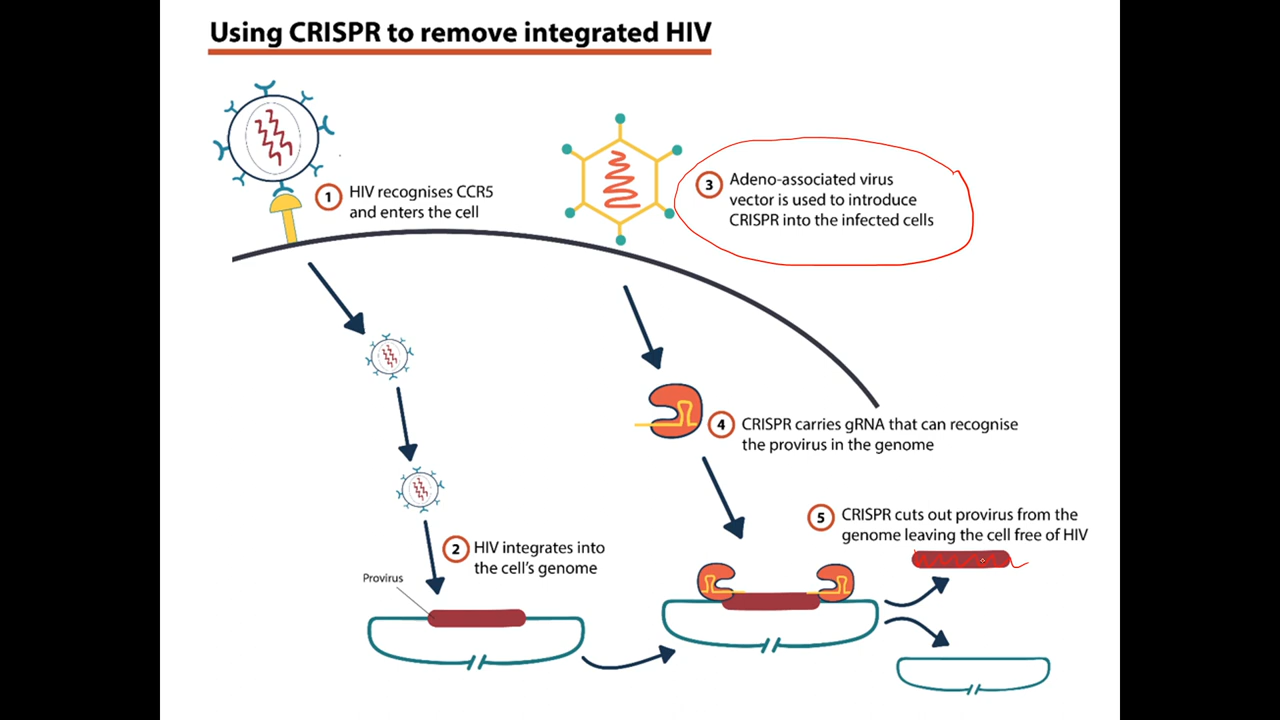 Using CRISPR to remove integrated HIV
1
HIV recognises CCR5
and enters the cell
3
Adeno-associated virus
vector is used to introduce
CRISPR into the infected cells
4
CRISPR carries gRNA that can recognise
the provirus in the genome
5
CRISPR cuts out provirus from the
genome leaving the cell free of HIV
2
HIV integrates into
the cell's genome
Provirus